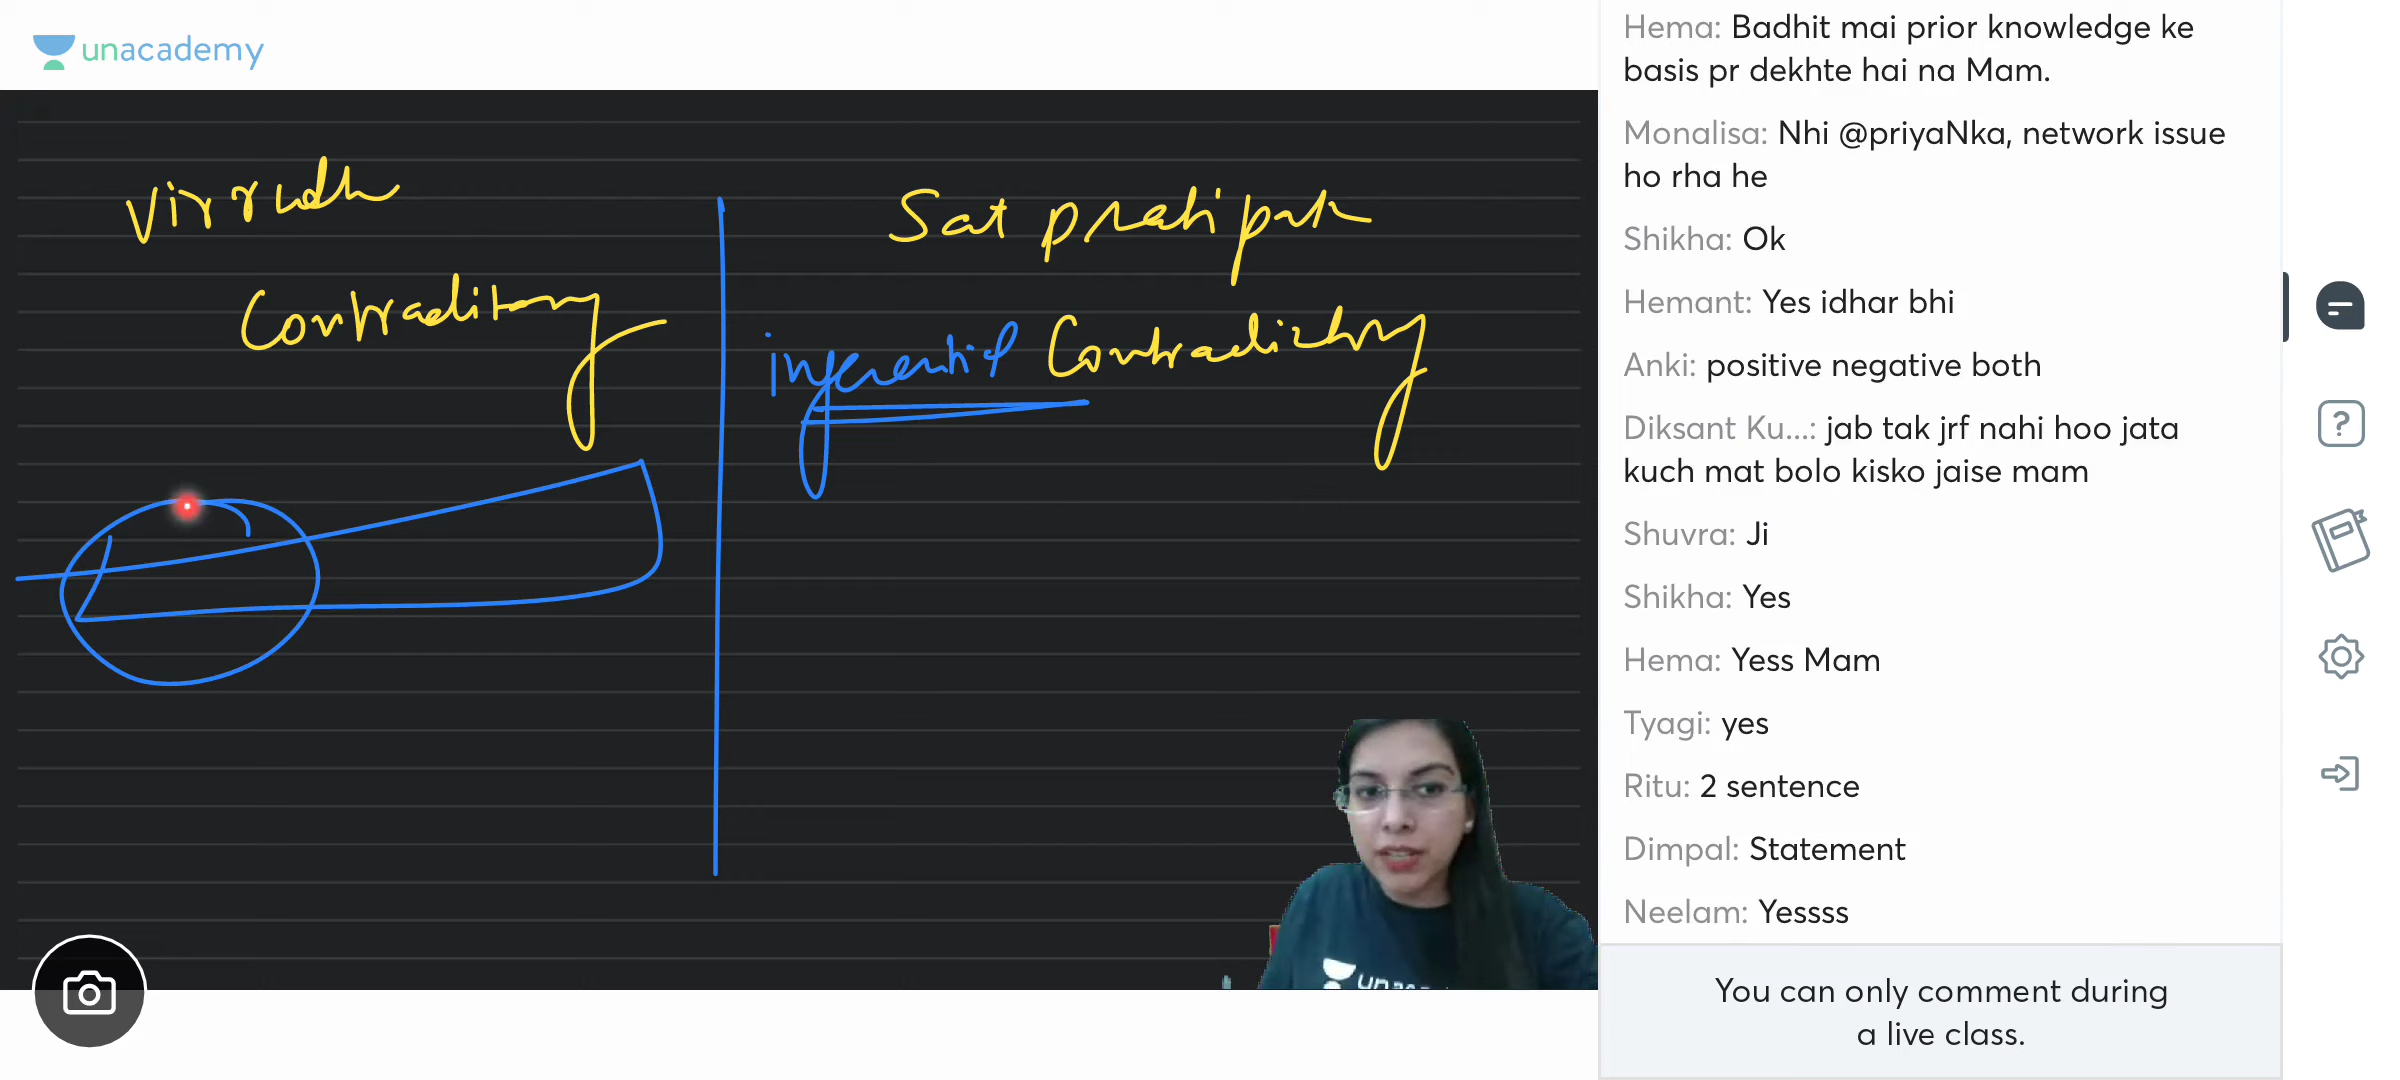 unacademy
Virrudh
Contraditory
Sat pratipak
inferential Contradictory
Hema: Badhit mai prior knowledge ke
basis pr dekhte hai na Mam.
Monalisa: Nhi @priyaNka, network issue
ho rha he
Shikha: Ok
Hemant: Yes idhar bhi
Anki: positive negative both
Diksant Ku...: jab tak jrf nahi hoo jata
kuch mat bolo kisko jaise mam
Shuvra: Ji
Shikha: Yes
Hema: Yess Mam
Tyagi: yes
Ritu: 2 sentence
Dimpal: Statement
Neelam: Yessss
You can only comment during
a live class.